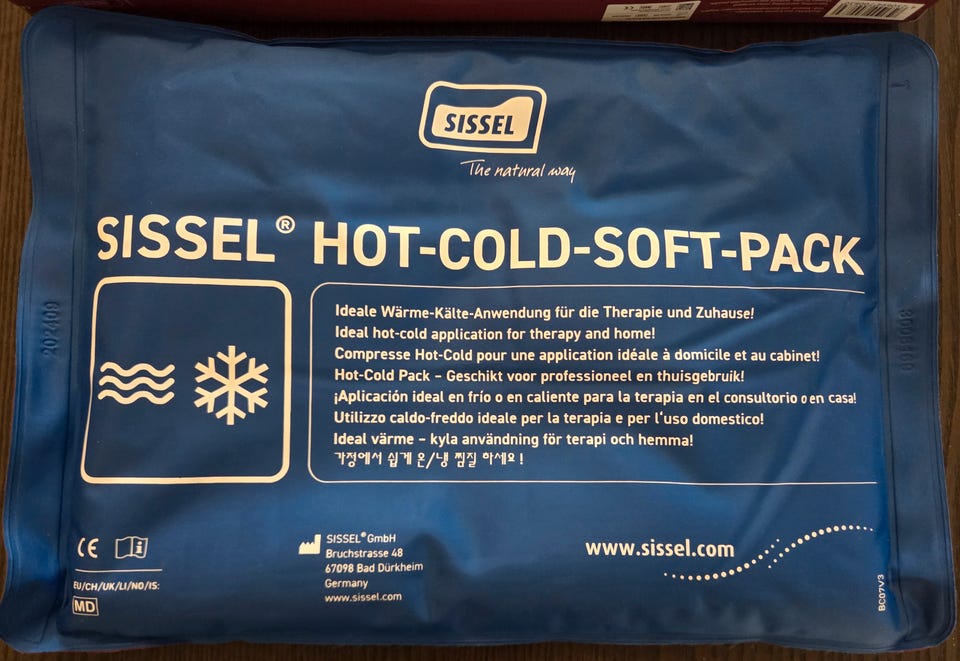 SISSEL
The natural way
SISSEL® HOT-COLD-SOFT-PACK
Ideale Wärme-Kälte-Anwendung für die Therapie und Zuhause!
Ideal hot-cold application for therapy and home!
Compresse Hot-Cold pour une application idéale à domicile et au cabinet!
Hot-Cold Pack – Geschikt voor professioneel en thuisgebruik!
¡Aplicación ideal en frío o en caliente para la terapia en el consultorio o en casa!
Utilizzo caldo-freddo ideale per la terapia e per l'uso domestico!
Ideal värme – kyla användning för terapi och hemma!
가정에서 쉽게 온/냉 찜질 하세요!
CE
EU/CH/UK/LI/NO/IS:
MD
SISSEL® GmbH
Bruchstrasse 48
67098 Bad Dürkheim
Germany
www.sissel.com
www.sissel.com
BC07V3
202409